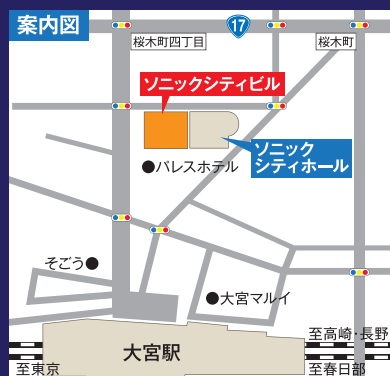 案内図
17
桜木町四丁目
桜木町
ソニックシティビル
ソニック
シティホール
パレスホテル
そごう
大宮マルイ
大宮駅
至高崎・長野
至東京
至春日部